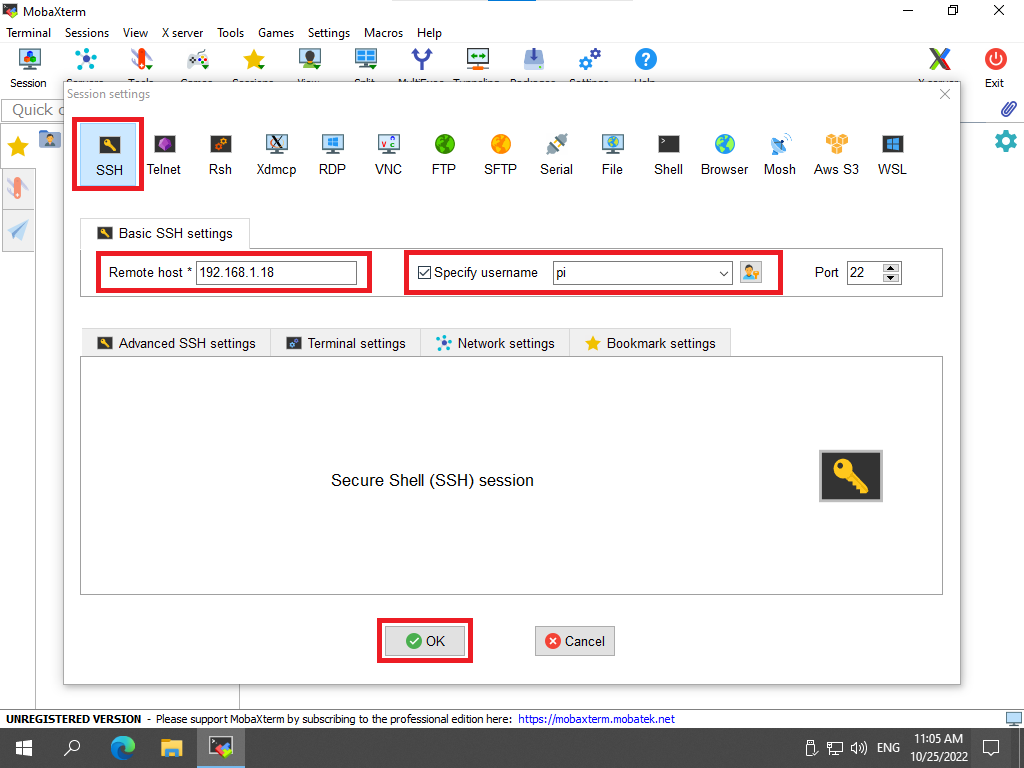 MobaXterm
Terminal Sessions View X server Tools Games Settings Macros Help
Session Servers Tools Games Sessions View Split MultiExec Tunneling Packages Settings Help X server Exit
Session settings
Quick c
SSH Telnet Rsh Xdmcp RDP VNC FTP SFTP Serial File Shell Browser Mosh Aws S3 WSL
Basic SSH settings
Remote host * 192.168.1.18 Specify username pi Port 22
Advanced SSH settings Terminal settings Network settings Bookmark settings
Secure Shell (SSH) session
OK Cancel
UNREGISTERED VERSION - Please support MobaXterm by subscribing to the professional edition here: https://mobaxterm.mobatek.net
ENG 11:05 AM
10/25/2022